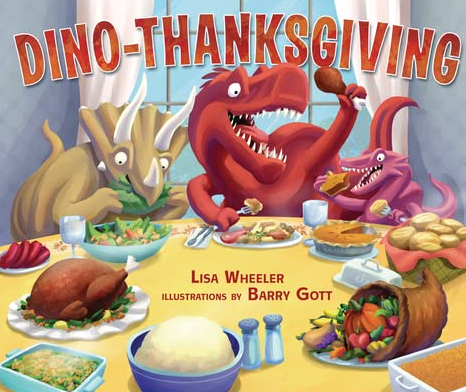 DINO-THANKSGIVING
LISA WHEELER
ILLUSTRATIONS BY BARRY GOTT